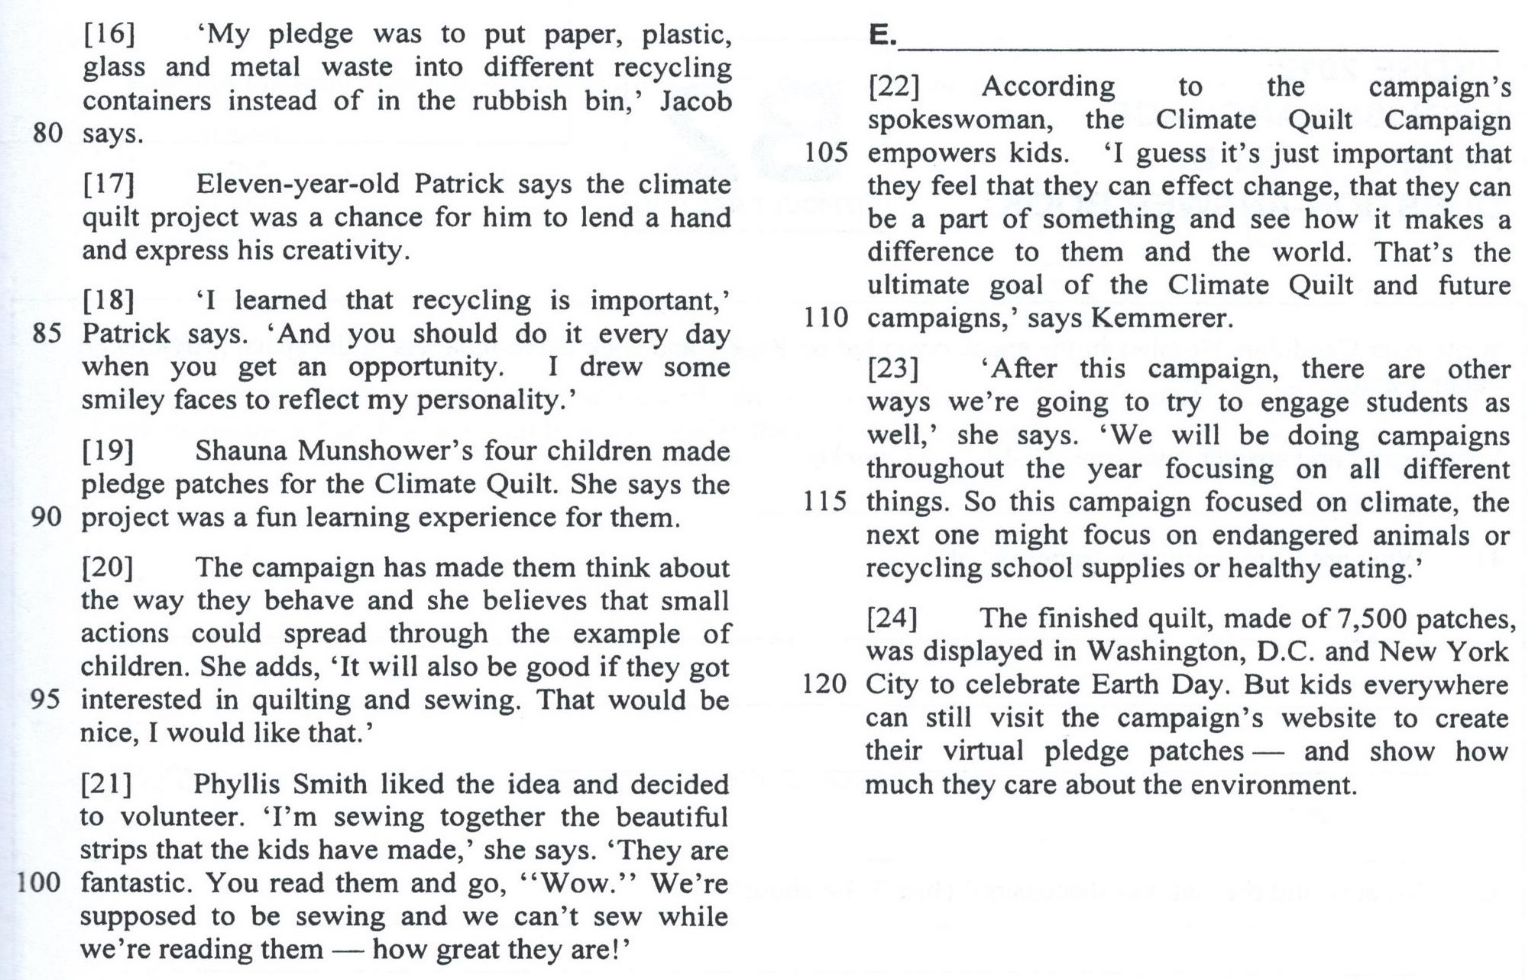 [16] ‘My pledge was to put paper, plastic,
glass and metal waste into different recycling
containers instead of in the rubbish bin,’ Jacob
80 says.
[17] Eleven-year-old Patrick says the climate
quilt project was a chance for him to lend a hand
and express his creativity.
[18] ‘I learned that recycling is important,’
85 Patrick says. ‘And you should do it every day
when you get an opportunity. I drew some
smiley faces to reflect my personality.’
[19] Shauna Munshower’s four children made
pledge patches for the Climate Quilt. She says the
90 project was a fun learning experience for them.
[20] The campaign has made them think about
the way they behave and she believes that small
actions could spread through the example of
children. She adds, ‘It will also be good if they got
95 interested in quilting and sewing. That would be
nice, I would like that.’
[21] Phyllis Smith liked the idea and decided
to volunteer. ‘I’m sewing together the beautiful
strips that the kids have made,’ she says. ‘They are
100 fantastic. You read them and go, “Wow.” We’re
supposed to be sewing and we can’t sew while
we’re reading them — how great they are!’
E.
[22] According to the campaign’s
spokeswoman, the Climate Quilt Campaign
105 empowers kids. ‘I guess it’s just important that
they feel that they can effect change, that they can
be a part of something and see how it makes a
difference to them and the world. That’s the
ultimate goal of the Climate Quilt and future
110 campaigns,’ says Kemmerer.
[23] ‘After this campaign, there are other
ways we’re going to try to engage students as
well,’ she says. ‘We will be doing campaigns
throughout the year focusing on all different
115 things. So this campaign focused on climate, the
next one might focus on endangered animals or
recycling school supplies or healthy eating.’
[24] The finished quilt, made of 7,500 patches,
was displayed in Washington, D.C. and New York
120 City to celebrate Earth Day. But kids everywhere
can still visit the campaign’s website to create
their virtual pledge patches — and show how
much they care about the environment.